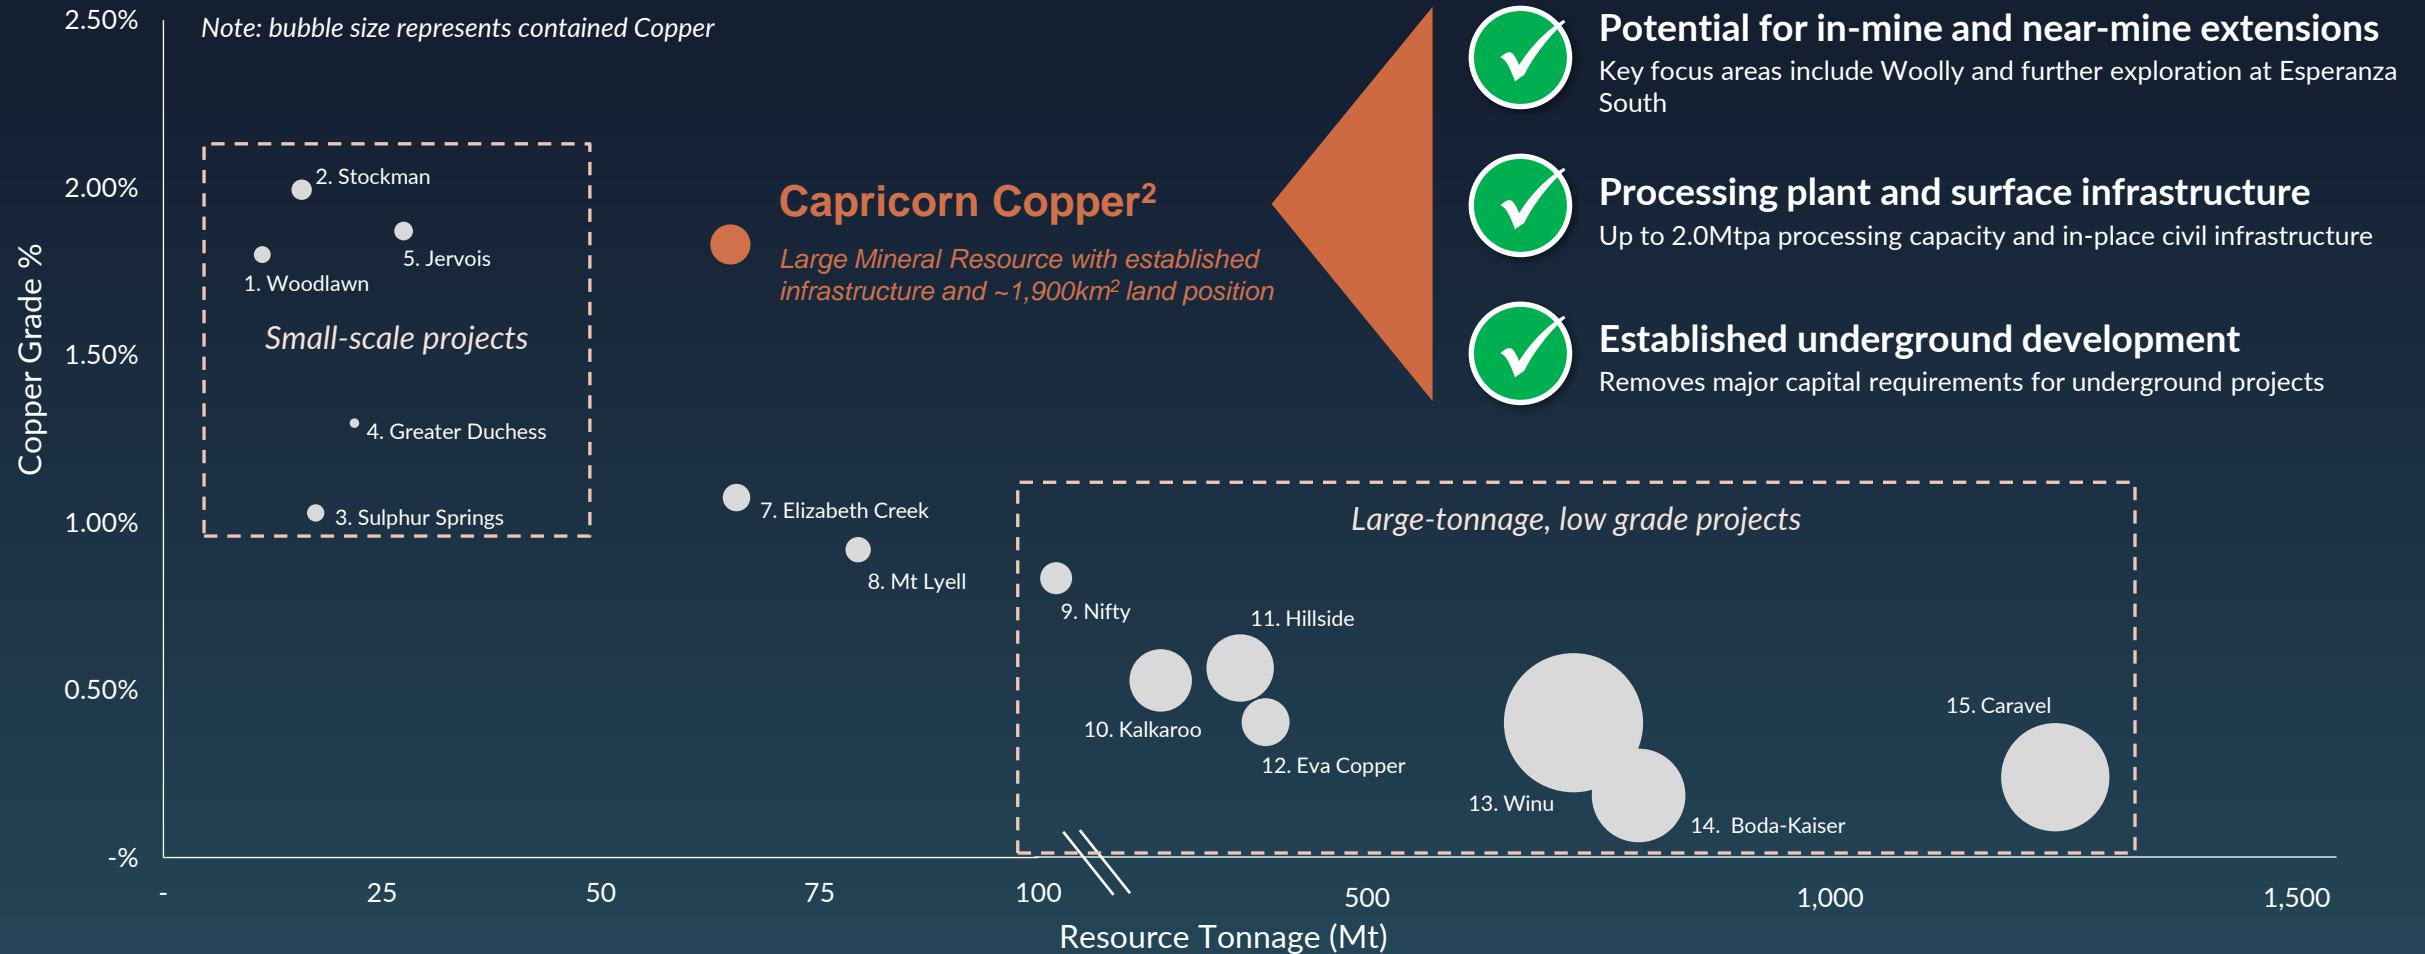 2.50%
2.00%
1.50%
1.00%
0.50%
-%
Copper Grade %
Note: bubble size represents contained Copper
2. Stockman
5. Jervois
1. Woodlawn
Small-scale projects
4. Greater Duchess
3. Sulphur Springs
Capricorn Copper²
Large Mineral Resource with established
infrastructure and ~1,900km² land position
Potential for in-mine and near-mine extensions
Key focus areas include Woolly and further exploration at Esperanza
South
Processing plant and surface infrastructure
Up to 2.0Mtpa processing capacity and in-place civil infrastructure
Established underground development
Removes major capital requirements for underground projects
7. Elizabeth Creek
8. Mt Lyell
Large-tonnage, low grade projects
9. Nifty
11. Hillside
10. Kalkaroo
12. Eva Copper
13. Winu
14. Boda-Kaiser
15. Caravel
-
25
50
75
100
500
1,000
1,500
Resource Tonnage (Mt)